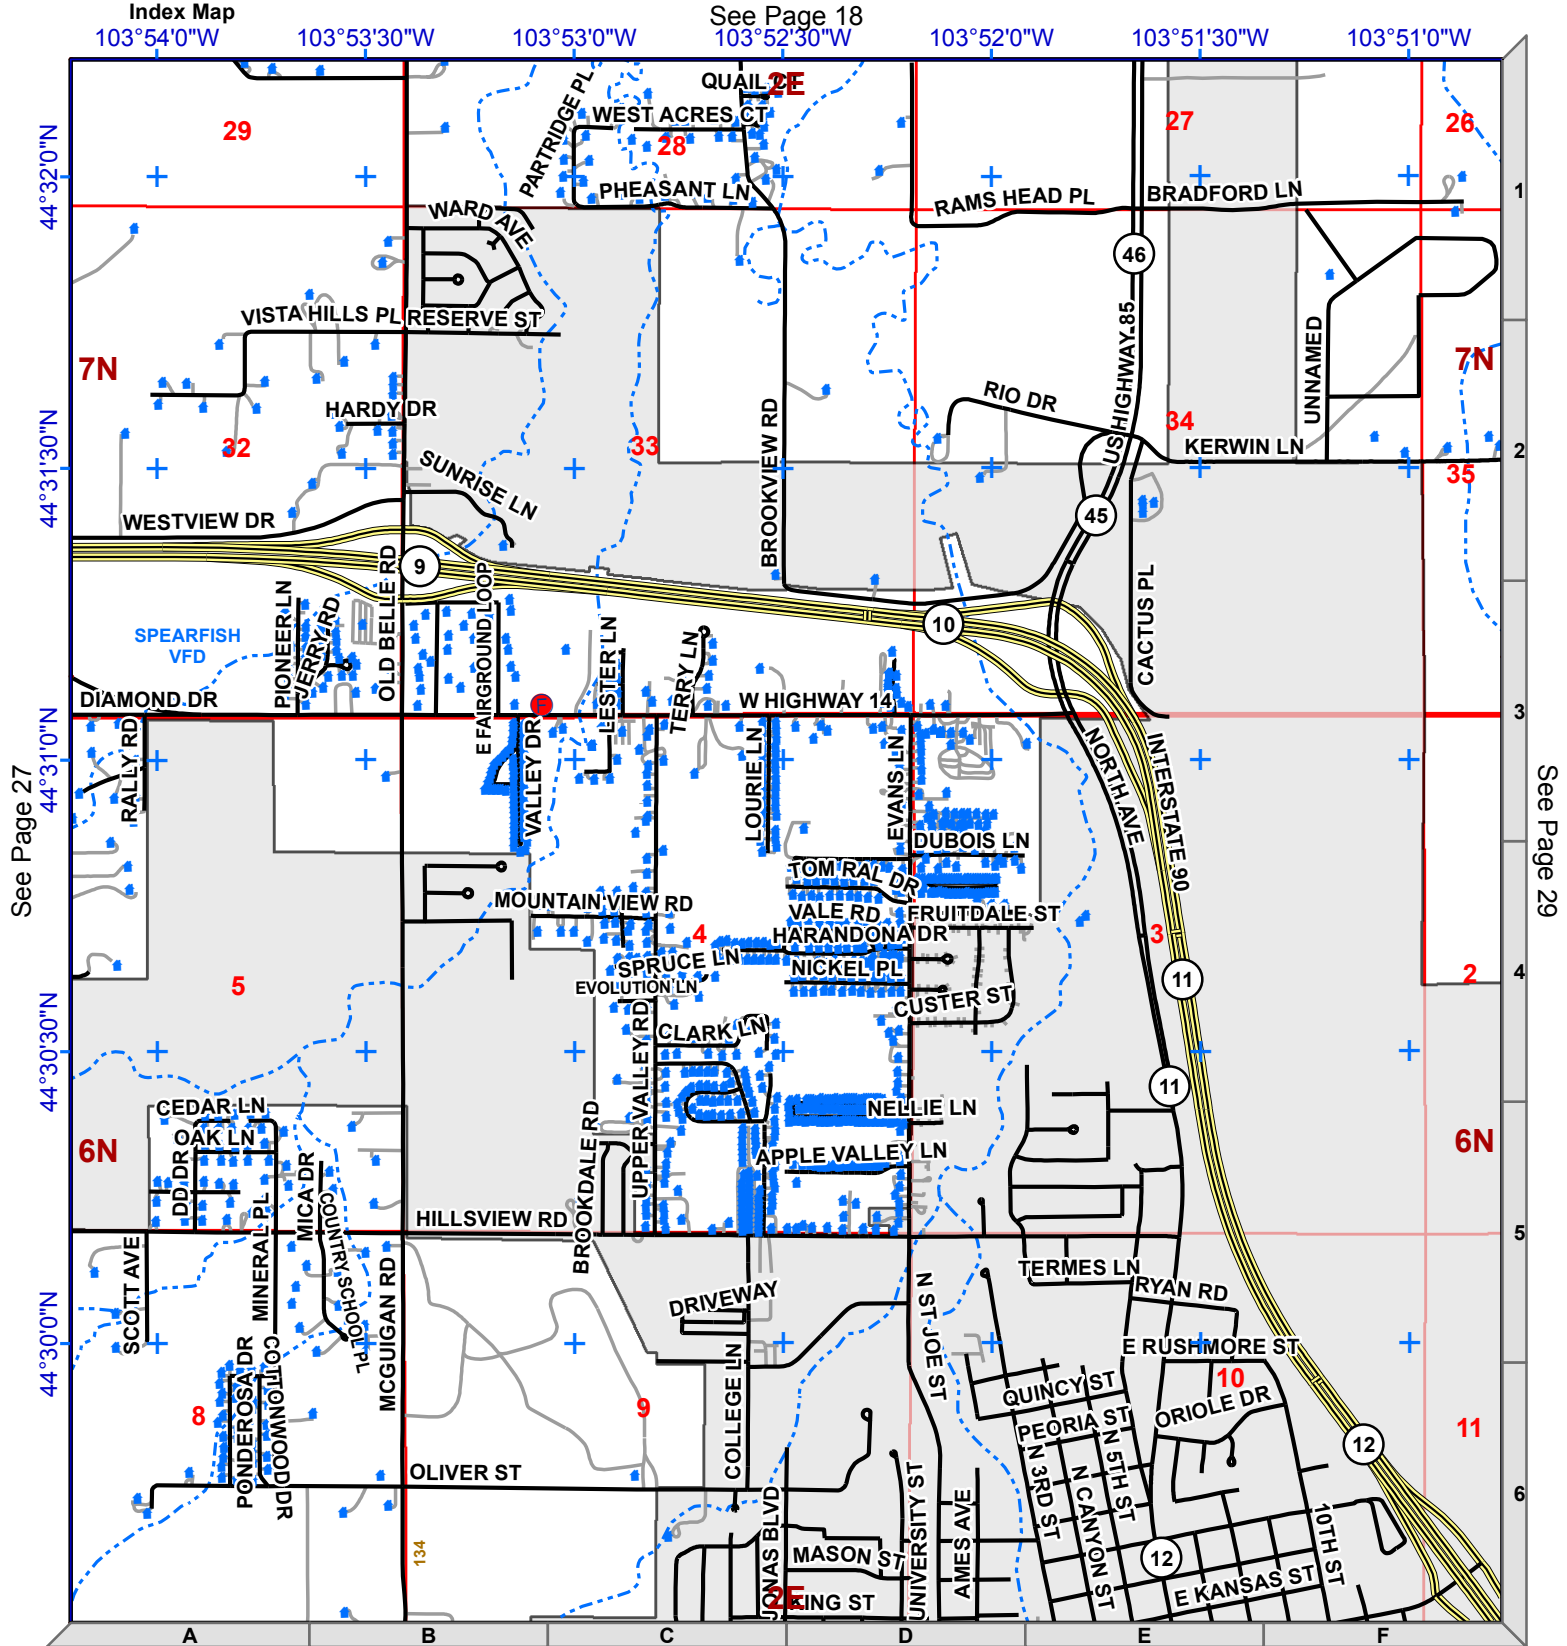 Index Map
See Page 18
103°54'0"W
103°53'30"W
103°53'0"W
103°52'30"W
103°52'0"W
103°51'30"W
103°51'0"W
QUAIL CT
2E
PARTRIDGE PL
WEST ACRES CT
29
28
27
26
44°32'0"N
1
PHEASANT LN
RAMS HEAD PL
BRADFORD LN
WARD AVE
46
VISTA HILLS PL
RESERVE ST
US HIGHWAY 85
UNNAMED
7N
7N
HARDY DR
BROOKVIEW RD
RIO DR
34
32
33
KERWIN LN
2
44°31'30"N
SUNRISE LN
35
WESTVIEW DR
45
9
OLD BELLE RD
E FAIRGROUND LOOP
CACTUS PL
PIONEER LN
JERRY RD
10
SPEARFISH
VFD
LESTER LN
TERRY LN
DIAMOND DR
F
W HIGHWAY 14
3
RALLY RD
44°31'0"N
VALLEY DR
LOURIE LN
EVANS LN
NORTH AVE
INTERSTATE 90
See Page 27
See Page 29
DUBOIS LN
TOM RAL DR
MOUNTAIN VIEW RD
VALE RD
FRUITDALE ST
4
HARANDONA DR
3
SPRUCE LN
NICKEL PL
11
2
4
5
EVOLUTION LN
CUSTER ST
UPPER VALLEY RD
CLARK LN
44°30'30"N
11
CEDAR LN
NELLIE LN
OAK LN
BROOKDALE RD
6N
6N
APPLE VALLEY LN
DD DR
MICA DR
MINERAL PL
COUNTRY SCHOOL PL
HILLSVIEW RD
5
SCOTT AVE
MCGUIGAN RD
TERMES LN
DRIVEWAY
N ST JOE ST
RYAN RD
44°30'0"N
E RUSHMORE ST
PONDEROSA DR
COTTONWOOD DR
COLLEGE LN
QUINCY ST
10
8
9
PEORIA ST
ORIOLE DR
11
12
OLIVER ST
N 3RD ST
N 5TH ST
N CANYON ST
6
JONAS BLVD
UNIVERSITY ST
AMES AVE
10TH ST
134
MASON ST
12
2E
KING ST
E KANSAS ST
A
B
C
D
E
F